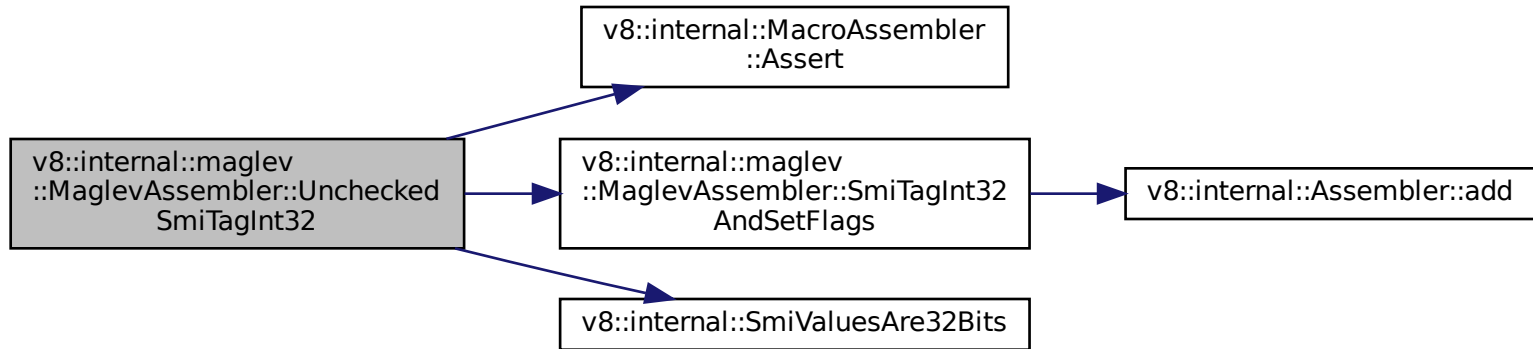 v8::internal::maglev
::MaglevAssembler::Unchecked
SmiTagInt32
v8::internal::MacroAssembler
::Assert
v8::internal::maglev
::MaglevAssembler::SmiTagInt32
AndSetFlags
v8::internal::Assembler::add
v8::internal::SmiValuesAre32Bits